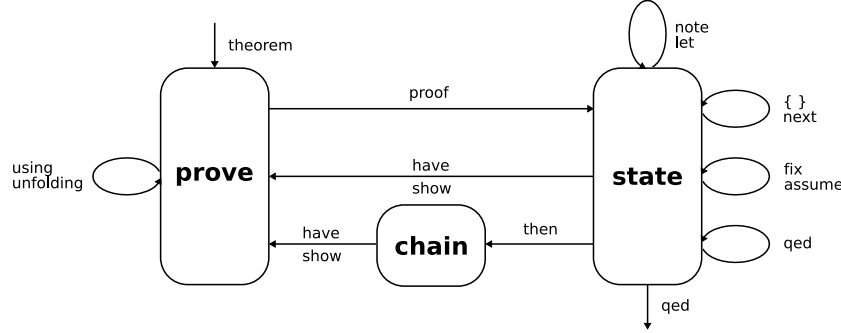 note
let
theorem
proof
{ }
next
using
unfolding
prove
have
show
state
fix
assume
have
show
chain
then
qed
qed